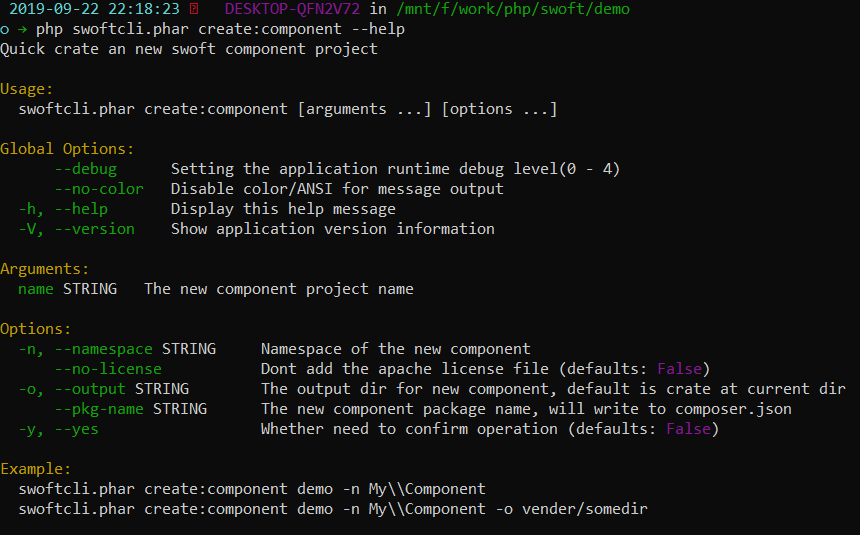 2019-09-22 22:18:23 DESKTOP-QFN2V72 in /mnt/f/work/php/swoft/demo
o → php swoftcli.phar create:component --help
Quick crate an new swoft component project
Usage:
swoftcli.phar create:component [arguments ...] [options ...]
Global Options:
--debug Setting the application runtime debug level(0 - 4)
--no-color Disable color/ANSI for message output
-h, --help Display this help message
-V, --version Show application version information
Arguments:
name STRING The new component project name
Options:
-n, --namespace STRING Namespace of the new component
--no-license Dont add the apache license file (defaults: False)
-o, --output STRING The output dir for new component, default is crate at current dir
--pkg-name STRING The new component package name, will write to composer.json
-y, --yes Whether need to confirm operation (defaults: False)
Example:
swoftcli.phar create:component demo -n My\\Component
swoftcli.phar create:component demo -n My\\Component -o vender/somedir